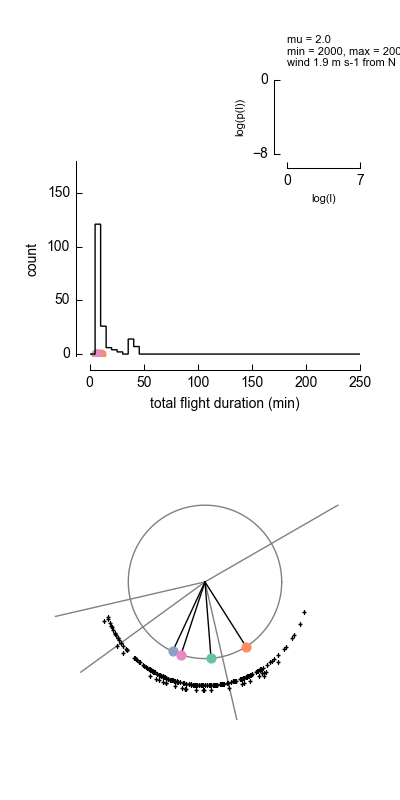 mu = 2.0
min = 2000, max = 200
wind 1.9 m s-1 from N
0
log(p(l))
−8
0 7
log(l)
150
100
50
0
count
0 50 100 150 200 250
total flight duration (min)